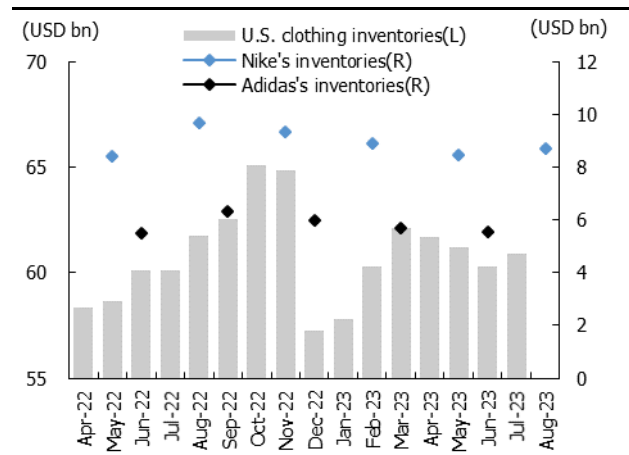 (USD bn)
(USD bn)
U.S. clothing inventories(L)
Nike's inventories(R)
Adidas's inventories(R)
70
65
60
55
12
10
8
6
4
2
0
Apr-22
May-22
Jun-22
Jul-22
Aug-22
Sep-22
Oct-22
Nov-22
Dec-22
Jan-23
Feb-23
Mar-23
Apr-23
May-23
Jun-23
Jul-23
Aug-23